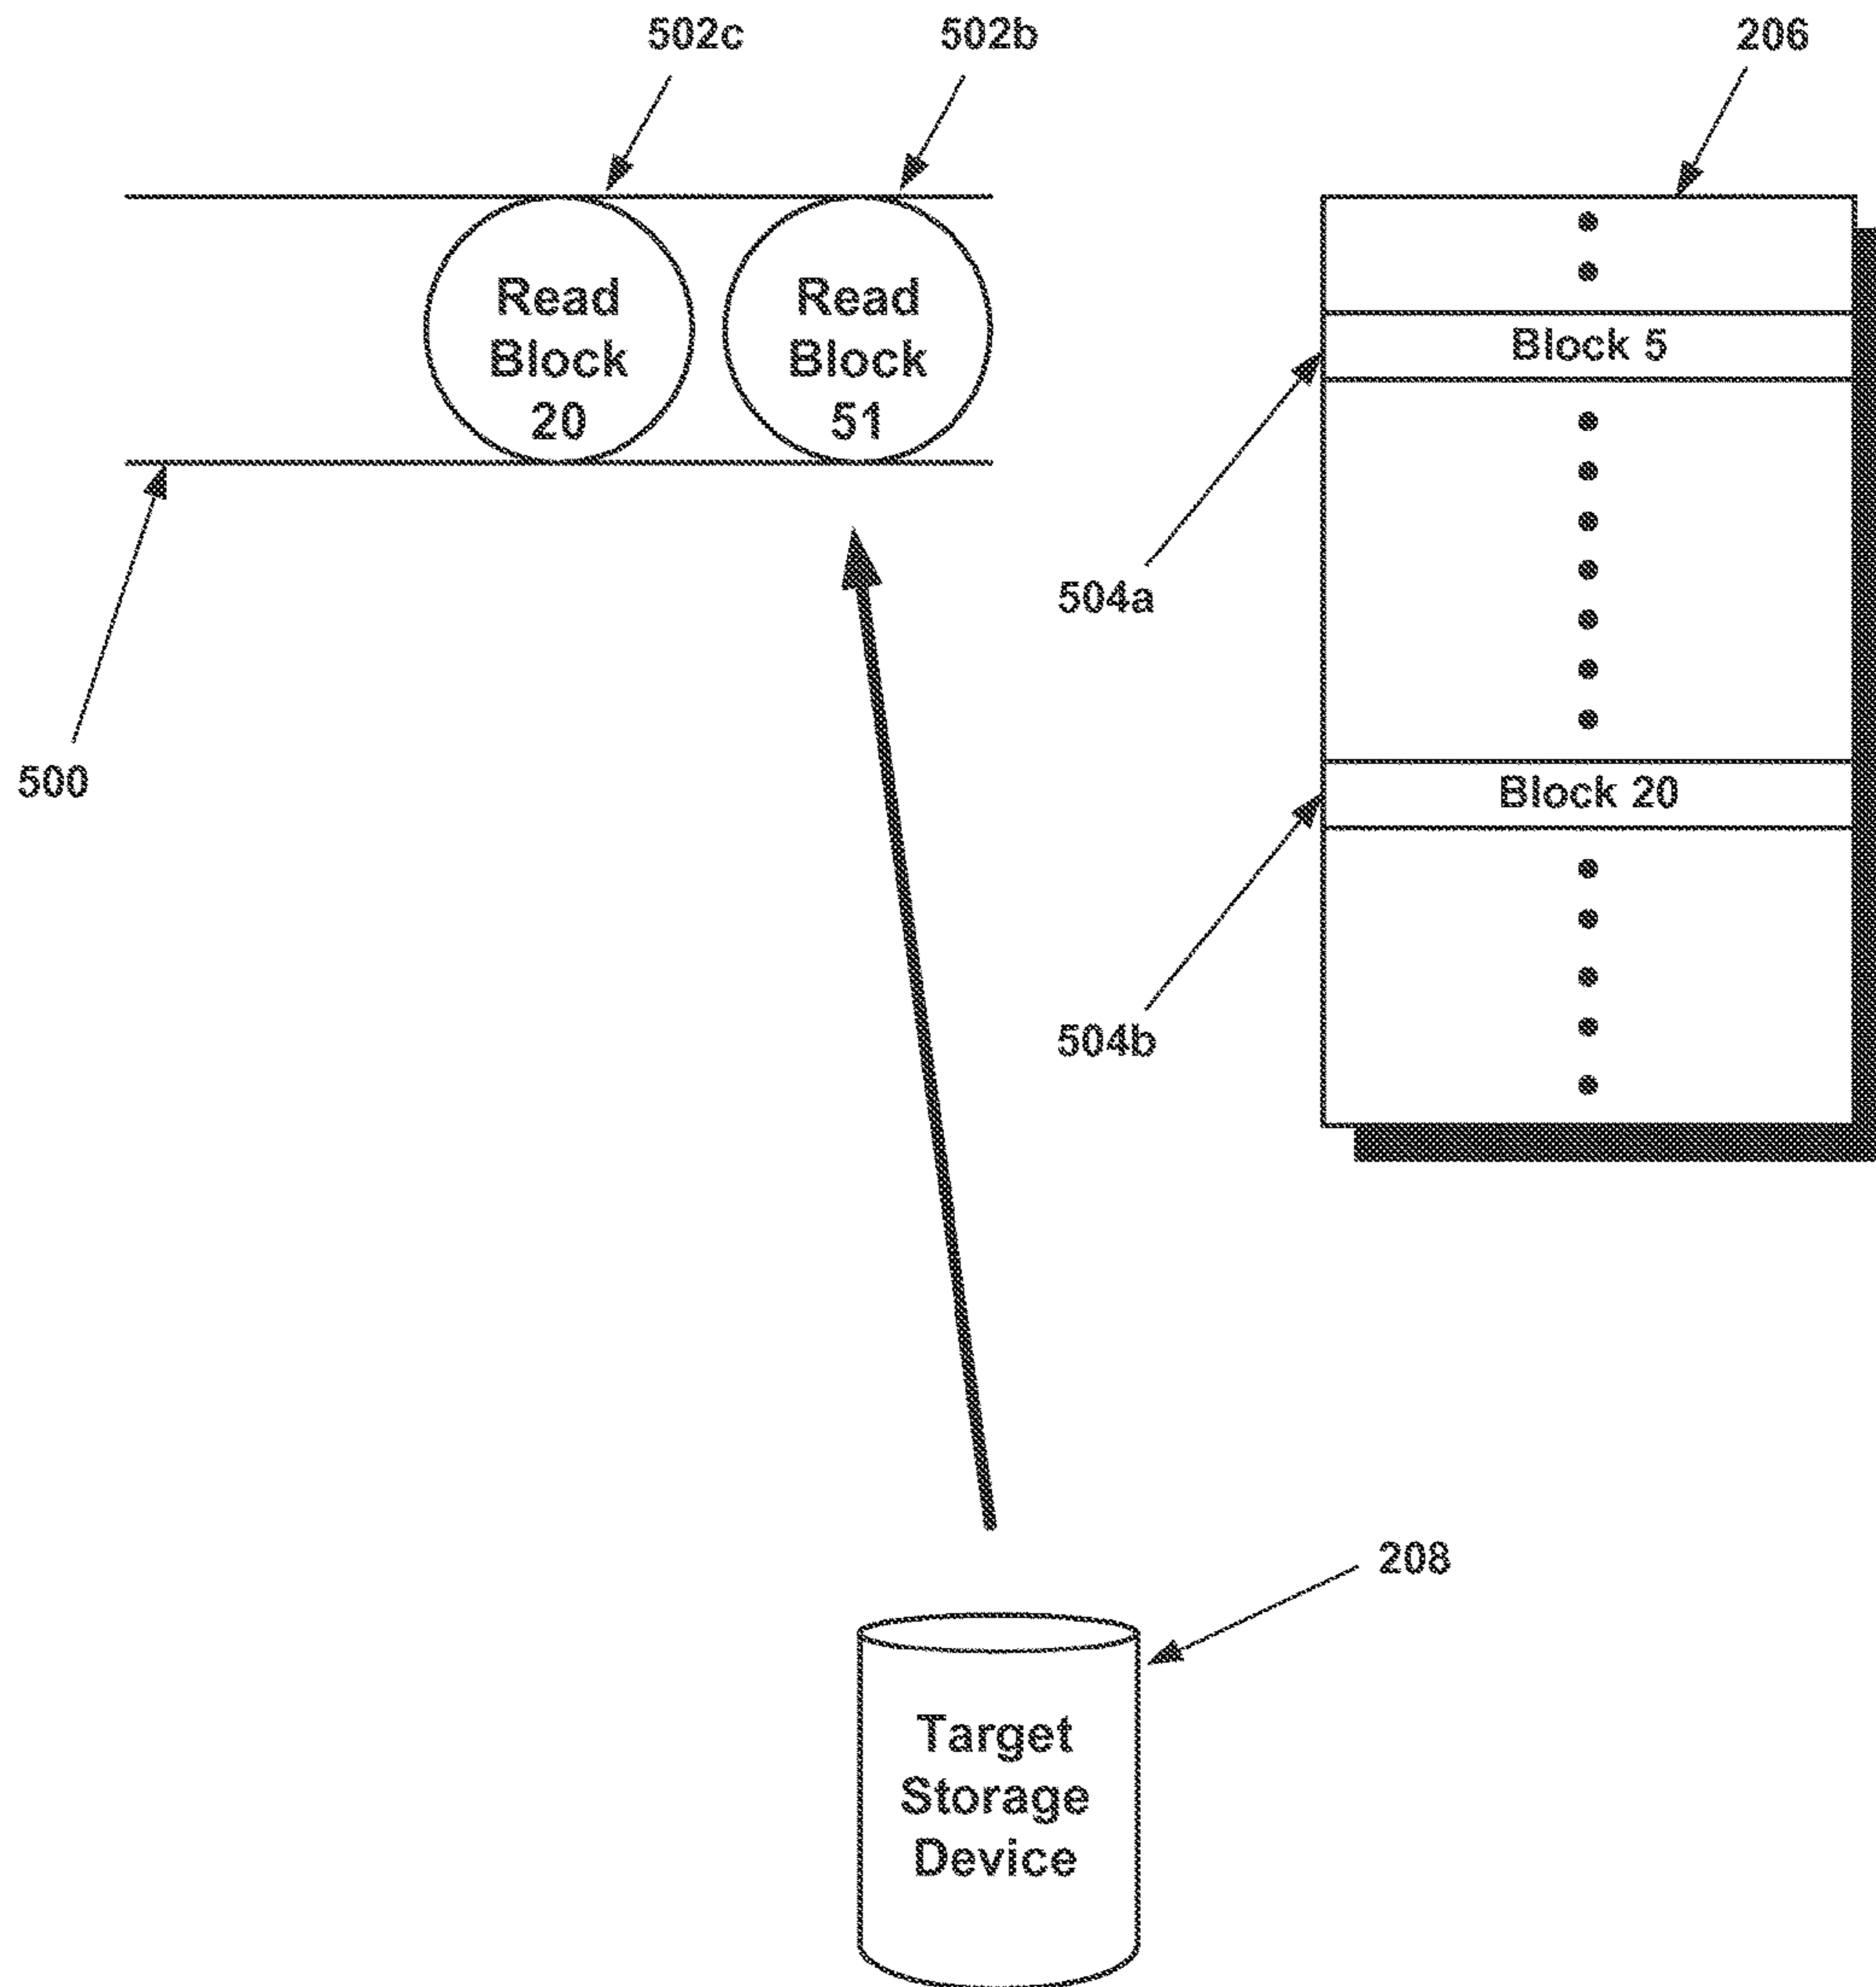 502c
502b
206
Read
Block
20
Read
Block
51
Block 5
504a
500
Block 20
504b
208
Target
Storage
Device